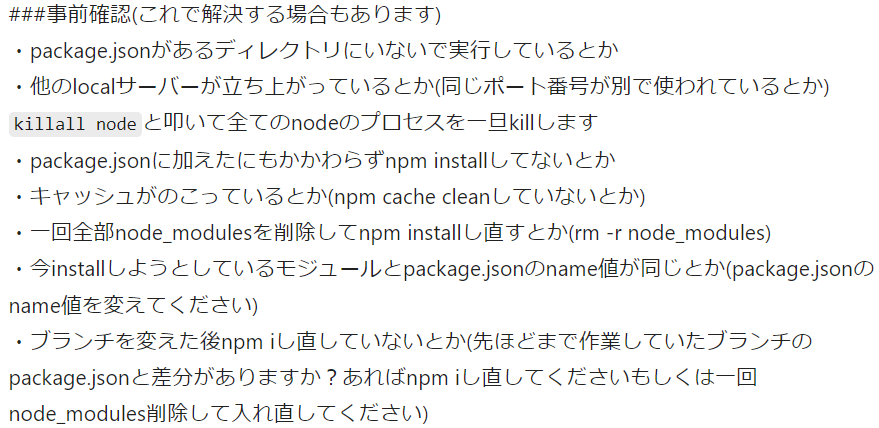 ###事前確認(これで解決する場合もあります)
・package.jsonがあるディレクトリにいないで実行しているとか
・他のlocalサーバーが立ち上がっているとか(同じポート番号が別で使われているとか)
killall nodeと叩いて全てのnodeのプロセスを一旦killします
・package.jsonに加えたにもかかわらずnpm installしてないとか
・キャッシュがのこっているとか(npm cache cleanしていないとか)
・一回全部node_modulesを削除してnpm installし直すとか(rm -r node_modules)
・今installしようとしているモジュールとpackage.jsonのname値が同じとか(package.jsonの
name値を変えてください)
・ブランチを変えた後npm iし直していないとか(先ほどまで作業していたブランチの
package.jsonと差分がありますか？あればnpm iし直してくださいもしくは一回
node_modules削除して入れ直してください)